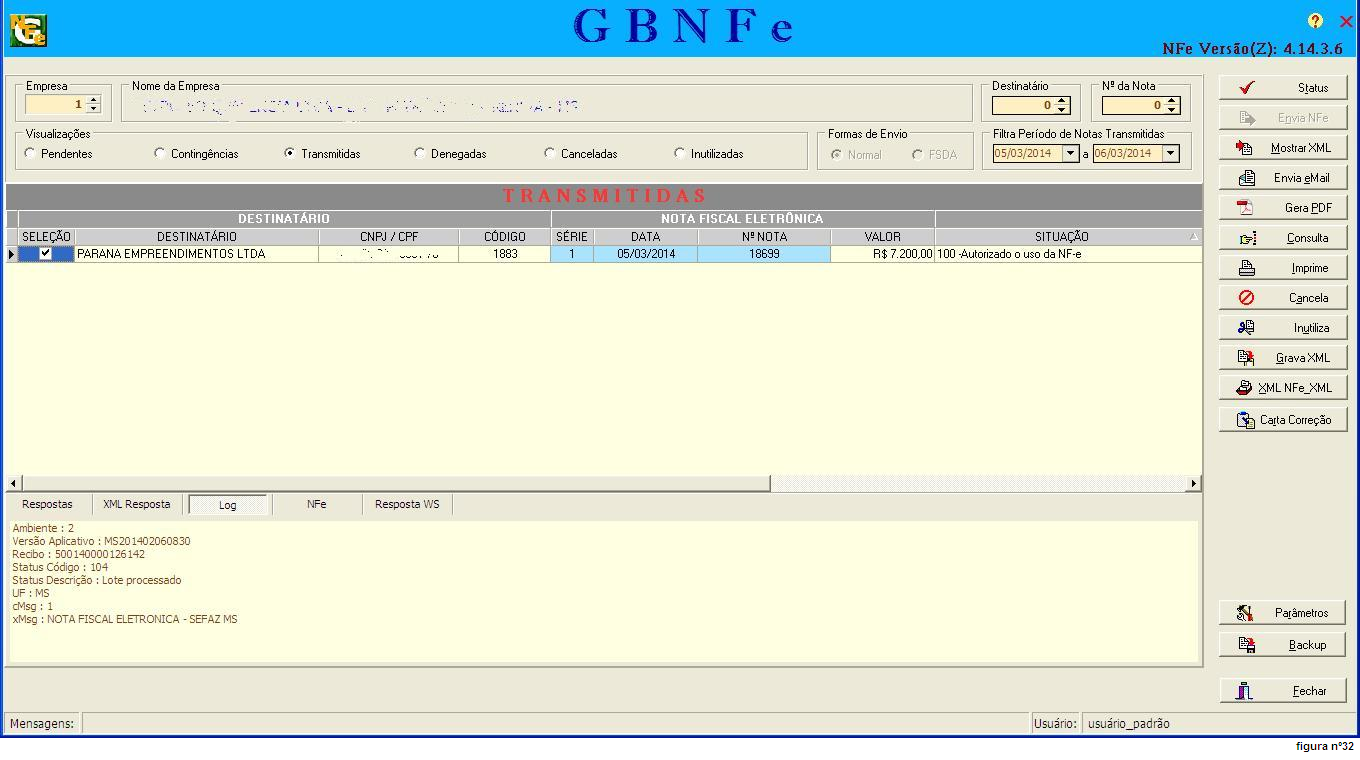 G B N F e
NFe Versão(Z): 4.14.3.6
Empresa
1
Nome da Empresa
Destinatário
0
Nº da Nota
0
Visualizações
Pendentes
Contingências
Transmitidas
Denegadas
Canceladas
Inutilizadas
Formas de Envio
Normal
FSDA
Filtra Período de Notas Transmitidas
05/03/2014 a 06/03/2014
T R A N S M I T I D A S
DESTINATÁRIO NOTA FISCAL ELETRÔNICA
SELEÇÃO DESTINATÁRIO CNPJ / CPF CÓDIGO SÉRIE DATA Nº NOTA VALOR SITUAÇÃO
PARANA EMPREENDIMENTOS LTDA 1883 1 05/03/2014 18699 R$ 7.200,00 100 -Autorizado o uso da NF-e
Respostas XML Resposta Log NFe Resposta WS
Ambiente : 2
Versão Aplicativo : MS201402060830
Recibo : 500140000126142
Status Código : 104
Status Descrição : Lote processado
UF : MS
cMsg : 1
xMsg : NOTA FISCAL ELETRONICA - SEFAZ MS
Status
Envia NFe
Mostrar XML
Envia eMail
Gera PDF
Consulta
Imprime
Cancela
Inutiliza
Grava XML
XML NFe_XML
Carta Correção
Parâmetros
Backup
Fechar
Mensagens:
Usuário: usuário_padrão
figura nº32